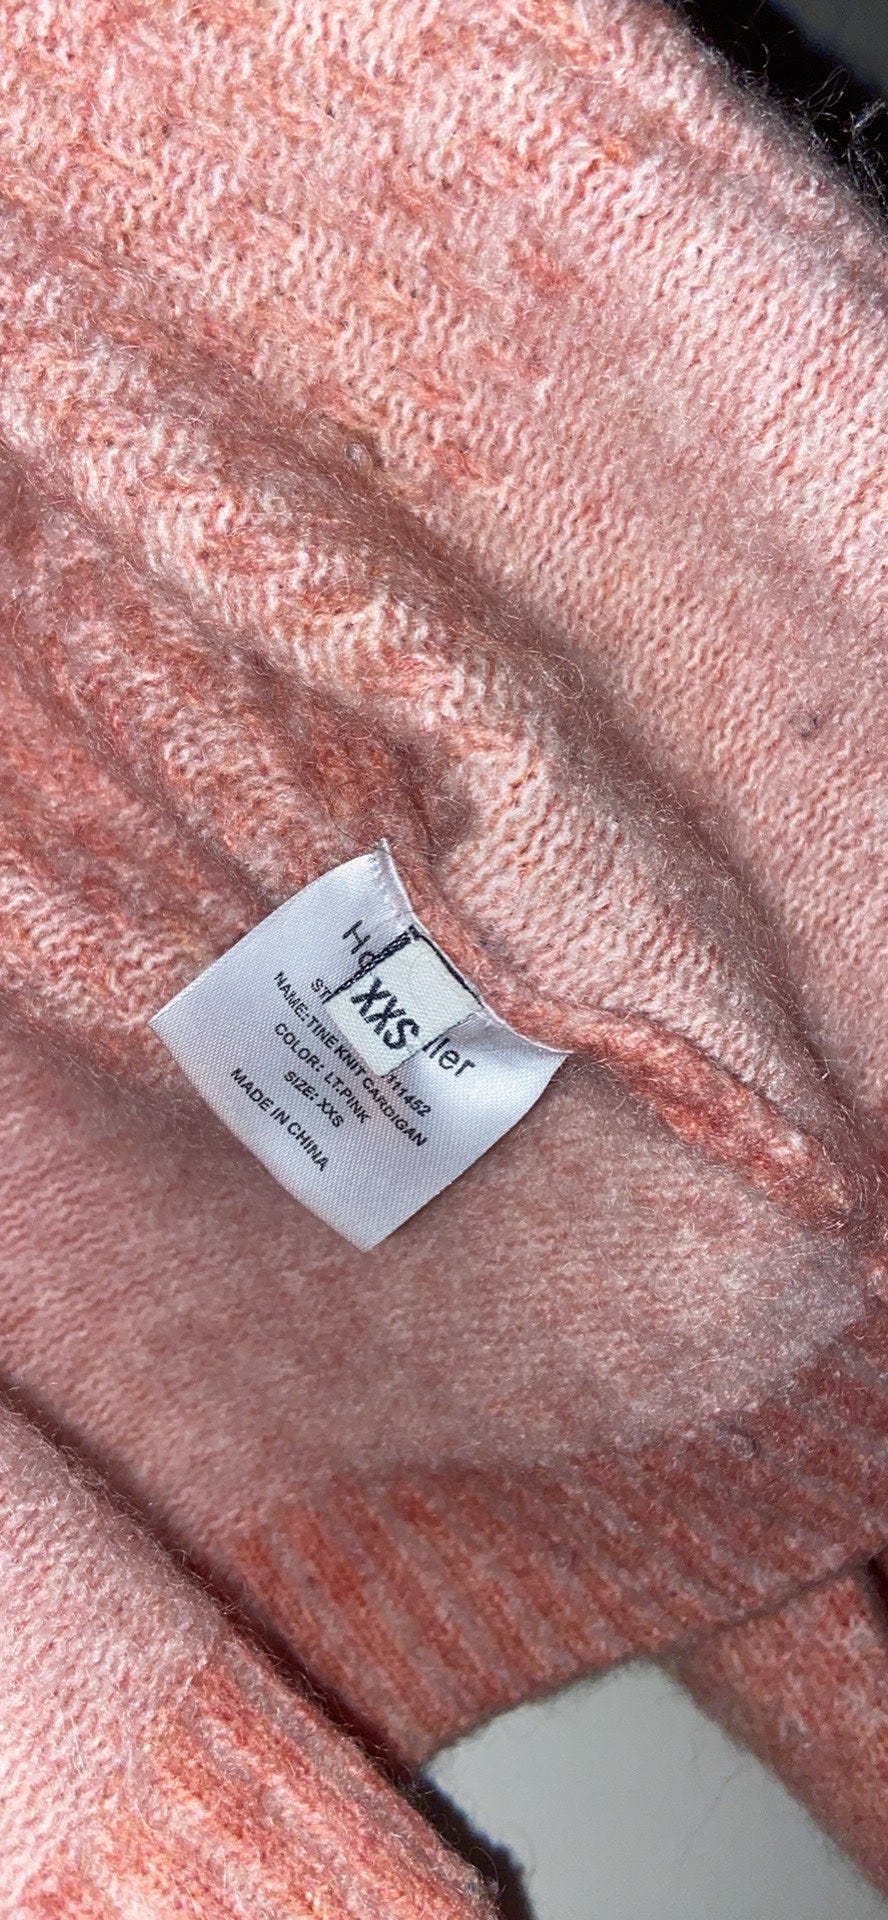 XXS
NAME:TINE KNIT CARDIGAN
COLOR: LT.PINK
SIZE: XXS
MADE IN CHINA